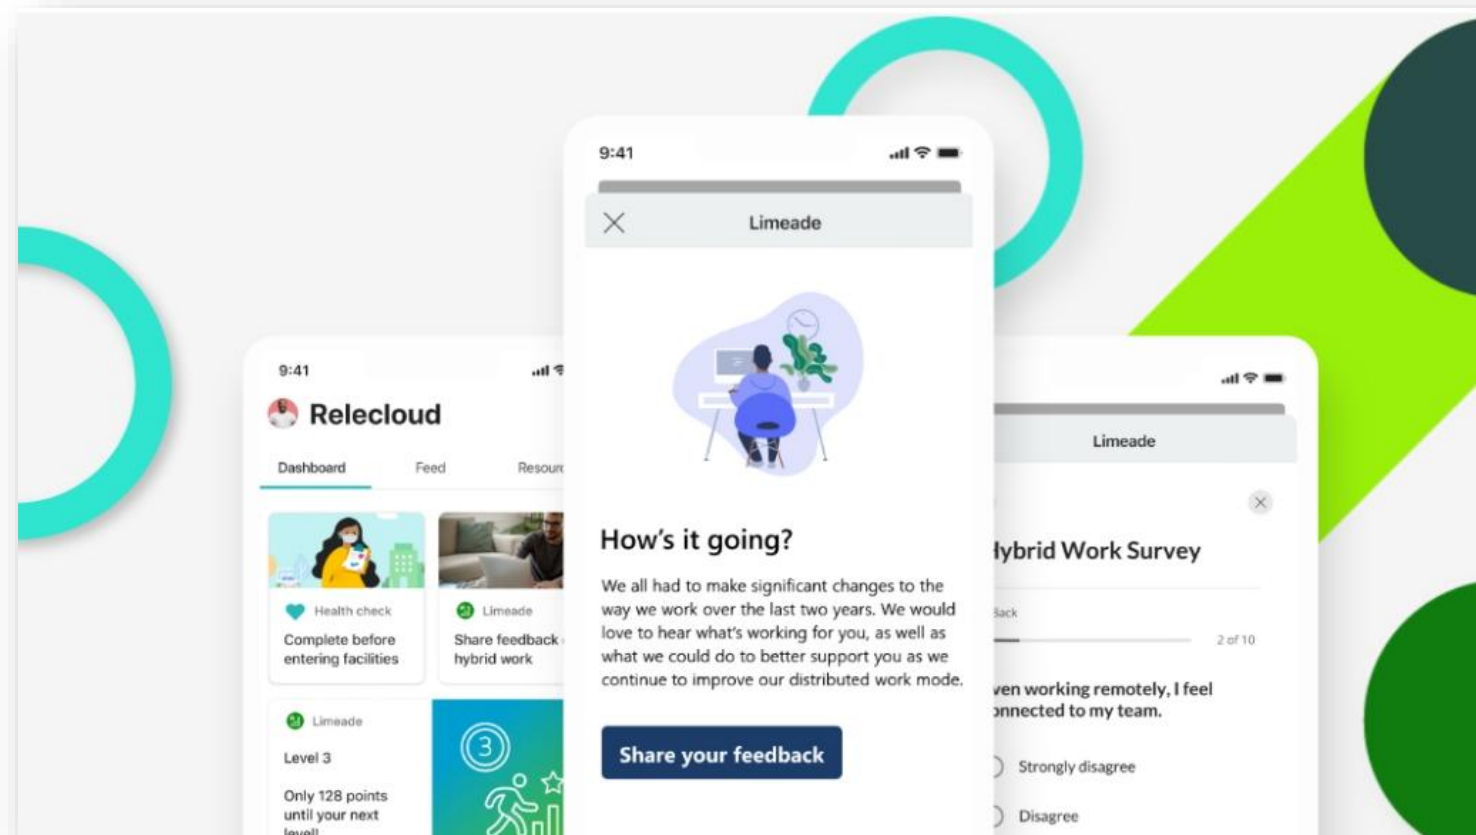 9:41
Limeade
How's it going?
We all had to make significant changes to the
way we work over the last two years. We would
love to hear what's working for you, as well as
what we could do to better support you as we
continue to improve our distributed work mode.
Share your feedback
9:41
Relecloud
Dashboard
Feed
Resourc
Health check
Complete before
entering facilities
Limeade
Share feedback
hybrid work
Limeade
Level 3
Only 128 points
until your next
level!
3
Limeade
Hybrid Work Survey
Back
2 of 10
ven working remotely, I feel
onnected to my team.
Strongly disagree
Disagree